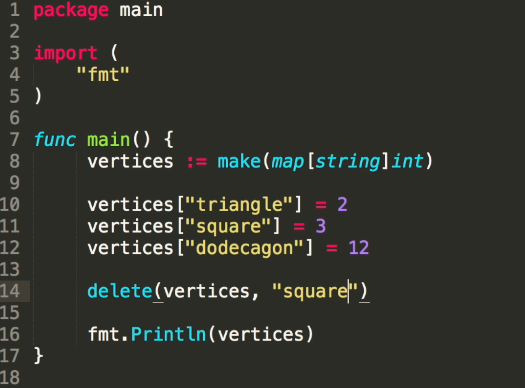 1 package main
2
3 import (
4     "fmt"
5 )
6
7 func main() {
8     vertices := make(map[string]int)
9
10     vertices["triangle"] = 2
11     vertices["square"] = 3
12     vertices["dodecagon"] = 12
13
14     delete(vertices, "square")
15
16     fmt.Println(vertices)
17 }
18